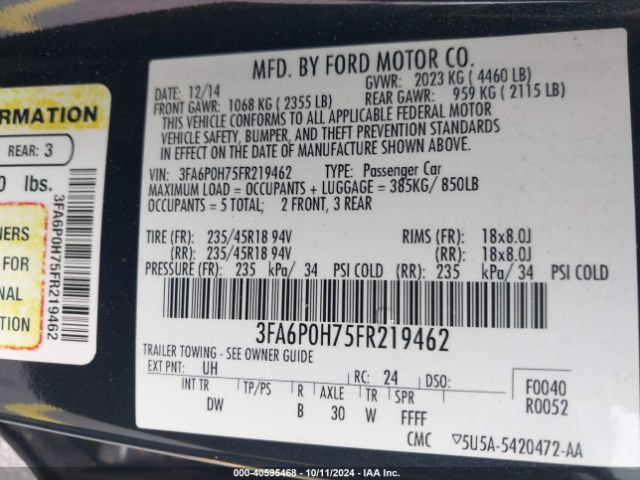 MFD. BY FORD MOTOR CO.
DATE: 12/14 GVWR: 2023 KG ( 4460 LB)
FRONT GAWR: 1068 KG ( 2355 LB) REAR GAWR: 959 KG ( 2115 LB)
THIS VEHICLE CONFORMS TO ALL APPLICABLE FEDERAL MOTOR
VEHICLE SAFETY, BUMPER, AND THEFT PREVENTION STANDARDS
IN EFFECT ON THE DATE OF MANUFACTURE SHOWN ABOVE.
VIN: 3FA6P0H75FR219462 TYPE: Passenger Car
MAXIMUM LOAD = OCCUPANTS + LUGGAGE = 385KG/ 850LB
OCCUPANTS = 5 TOTAL; 2 FRONT, 3 REAR
TIRE (FR): 235/45R18 94V RIMS (FR): 18x8.0J
(RR): 235/45R18 94V (RR): 18x8.0J
PRESSURE (FR): 235 kPa/ 34 PSI COLD (RR): 235 kPa/ 34 PSI COLD
3FA6P0H75FR219462
TRAILER TOWING - SEE OWNER GUIDE
EXT PNT: UH RC: 24 DSO:
INT TR TP/PS R AXLE TR SPR
DW B 30 W FFFF
F0040
R0052
CMC ▽5U5A-5420472-AA
FORMATION
REAR: 3
0 lbs.
3FA6P0H75FR219462
NERS
FOR
NAL
S
© - 40595468 - 10/11/2024 - IAA Inc.